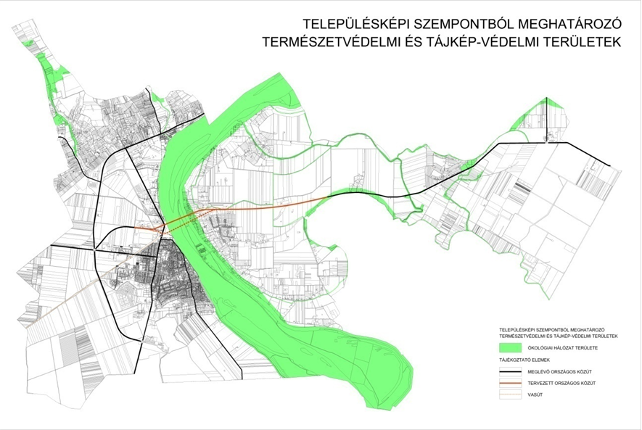 TELEPÜLÉSKÉPI SZEMPONTBÓL MEGHATÁROZÓ
TERMÉSZETVÉDELMI ÉS TÁJKÉP-VÉDELMI TERÜLETEK
TELEPÜLÉSKÉPI SZEMPONTBÓL MEGHATÁROZÓ
TERMÉSZETVÉDELMI ÉS TÁJKÉP-VÉDELMI TERÜLETEK
ÖKOLÓGIAI HÁLÓZAT TERÜLETE
TÁJÉKOZTATÓ ELEMEK
MEGLÉVŐ ORSZÁGOS KÖZÚT
TERVEZETT ORSZÁGOS KÖZÚT
VASÚT